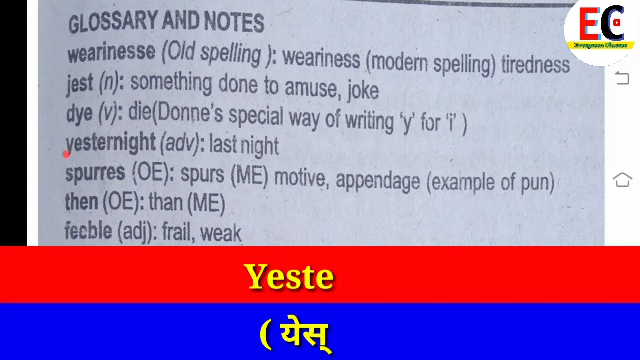 GLOSSARY AND NOTES
wearinesse (Old spelling ): weariness (modern spelling) tiredness
jest (n): something done to amuse, joke
dye (v): die(Donne's special way of writing 'y' for 'i' )
yesternight (adv): last night
spurres (OE): spurs (ME) motive, appendage (example of pun)
then (OE): than (ME)
fecble (adj): frail, weak
EC
Yeste
( येस्